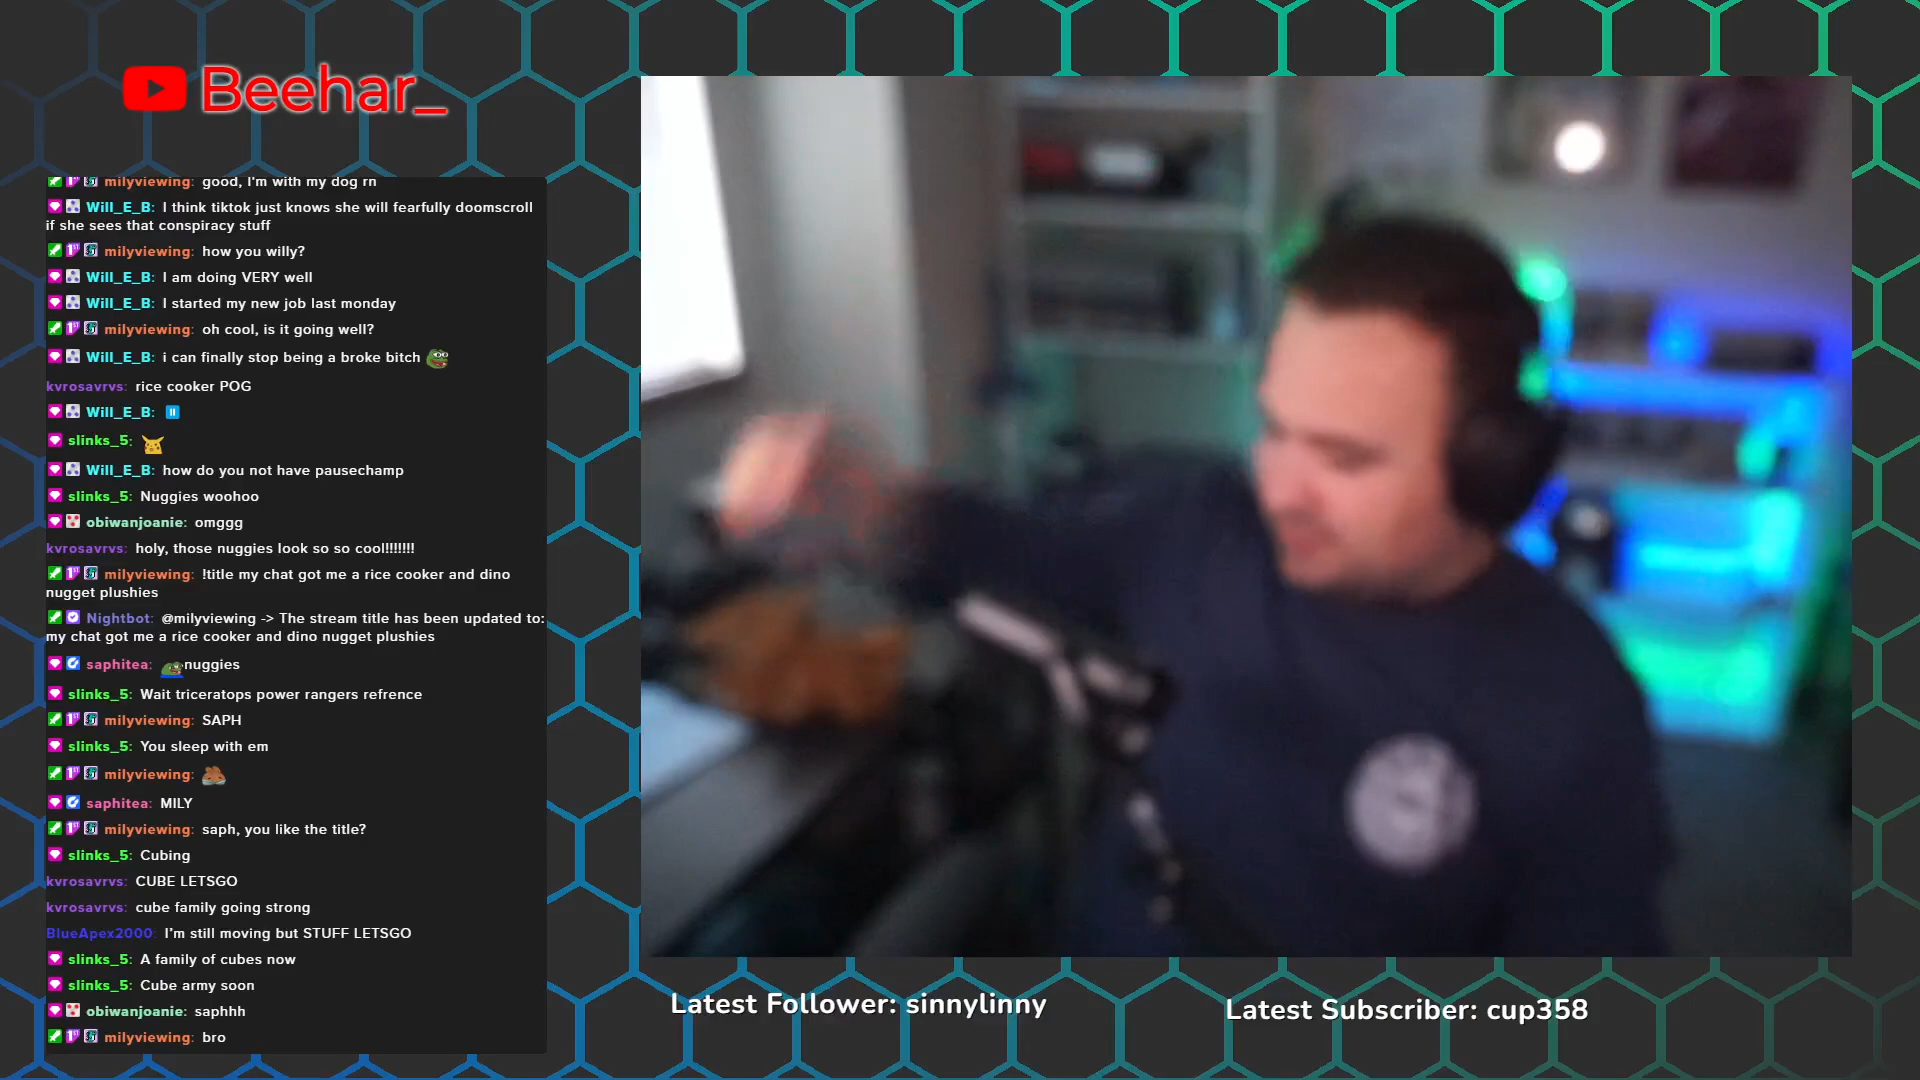 Beehar_
milyviewing: good, I'm with my dog rn
Will_E_B: I think tiktok just knows she will fearfully doomscroll
if she sees that conspiracy stuff
milyviewing: how you willy?
Will_E_B: I am doing VERY well
Will_E_B: I started my new job last monday
milyviewing: oh cool, is it going well?
Will_E_B: i can finally stop being a broke bitch
kvrosavrvs: rice cooker POG
Will_E_B:
slinks_5:
Will_E_B: how do you not have pausechamp
slinks_5: Nuggies woohoo
obiwanjoanie: omggg
kvrosavrvs: holy, those nuggies look so so cool!!!!!!!
milyviewing: !title my chat got me a rice cooker and dino
nugget plushies
Nightbot: @milyviewing -> The stream title has been updated to:
my chat got me a rice cooker and dino nugget plushies
saphitea: nuggies
slinks_5: Wait triceratops power rangers refrence
milyviewing: SAPH
slinks_5: You sleep with em
milyviewing:
saphitea: MILY
milyviewing: saph, you like the title?
slinks_5: Cubing
kvrosavrvs: CUBE LETSGO
kvrosavrvs: cube family going strong
BlueApex2000: I'm still moving but STUFF LETSGO
slinks_5: A family of cubes now
slinks_5: Cube army soon
obiwanjoanie: saphhh
milyviewing: bro
Latest Follower: sinnylinny
Latest Subscriber: cup358